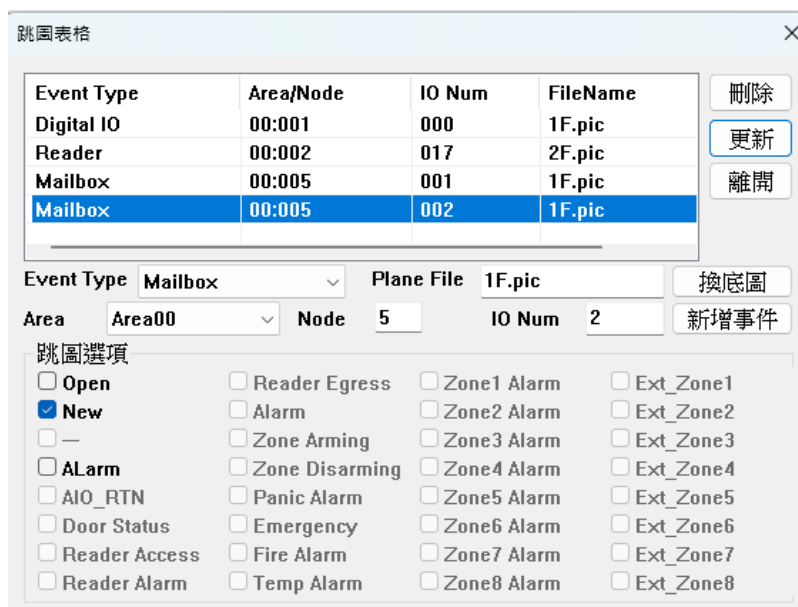 跳圖表格
Event Type Area/Node IO Num FileName
Digital IO 00:001 000 1F.pic
Reader 00:002 017 2F.pic
Mailbox 00:005 001 1F.pic
Mailbox 00:005 002 1F.pic
刪除
更新
離開
Event Type Mailbox Plane File 1F.pic 換底圖
Area Area00 Node 5 IO Num 2 新增事件
跳圖選項
Open Reader Egress Zone1 Alarm Ext_Zone1
New Alarm Zone2 Alarm Ext_Zone2
— Zone Arming Zone3 Alarm Ext_Zone3
ALarm Zone Disarming Zone4 Alarm Ext_Zone4
AIO_RTN Panic Alarm Zone5 Alarm Ext_Zone5
Door Status Emergency Zone6 Alarm Ext_Zone6
Reader Access Fire Alarm Zone7 Alarm Ext_Zone7
Reader Alarm Temp Alarm Zone8 Alarm Ext_Zone8